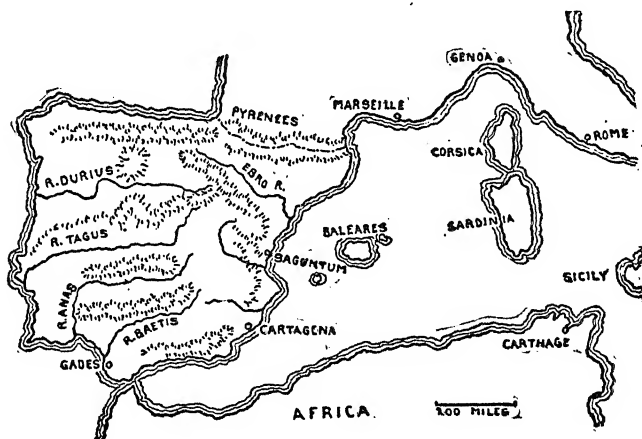 GENOA
PYRENEES
MARSEILLE
ROME
CORSICA
R. DURIUS
EBRO R.
R. TAGUS
BALEARES
SARDINIA
SAGUNTUM
SICILY
R. ANAS
R. BAETIS
CARTAGENA
CARTHAGE
GADES
AFRICA.
200 MILES